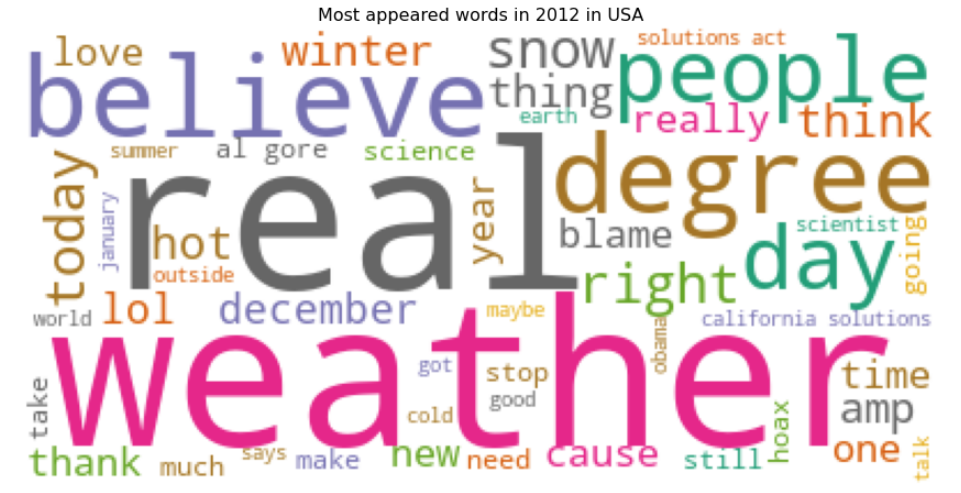 Most appeared words in 2012 in USA
love
winter
snow
solutions act
believe
thing
people
earth
really
think
summer
al gore
science
today
real
degree
january
hot
year
blame
scientist
day
going
outside
right
lol
december
maybe
world
california solutions
weather
obama
got
stop
time
take
cold
good
amp
hoax
one
talk
thank
much
says
make
new
need
cause
still